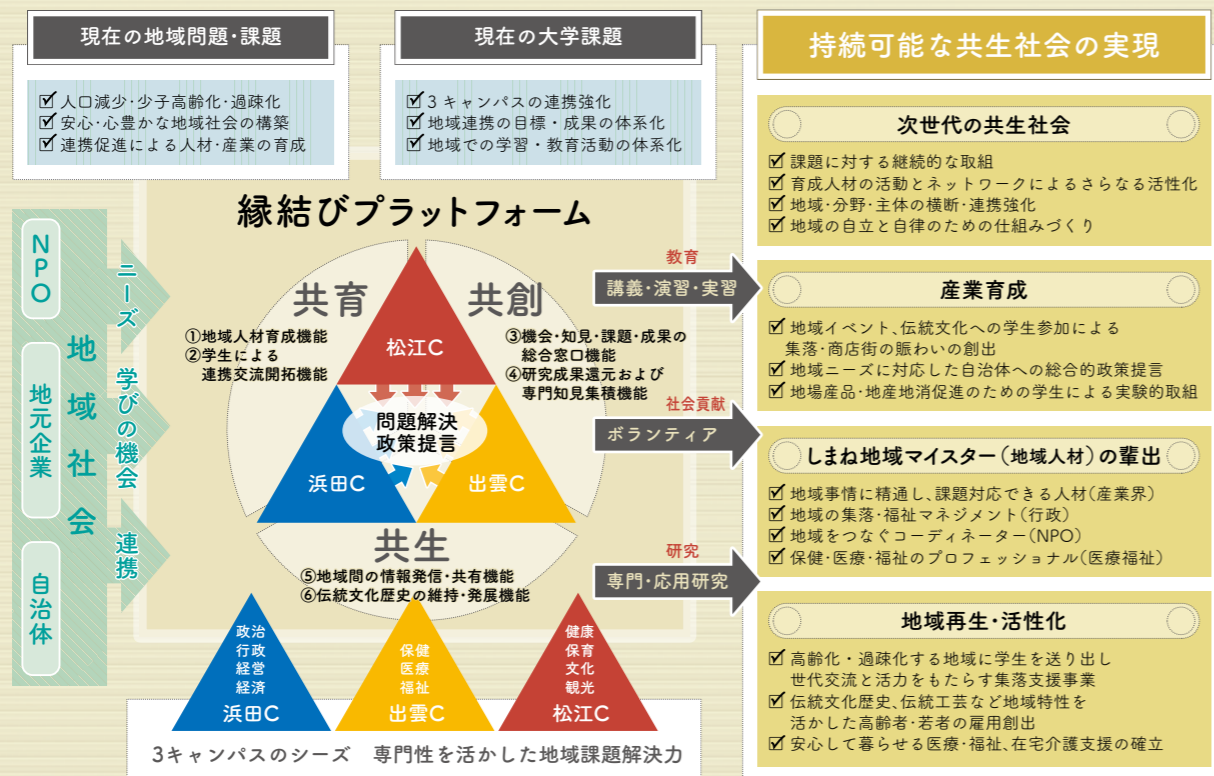 現在の地域問題・課題
☑人口減少・少子高齢化・過疎化
☑安心・心豊かな地域社会の構築
☑連携促進による人材・産業の育成
現在の大学課題
☑3キャンパスの連携強化
☑地域連携の目標・成果の体系化
☑地域での学習・教育活動の体系化
縁結びプラットフォーム
NPO
地元企業
自治体
地域社会
ニーズ
学びの機会
連携
共育
①地域人材育成機能
②学生による
連携交流開拓機能
共創
③機会・知見・課題・成果の
総合窓口機能
④研究成果還元および
専門知見集積機能
松江C
問題解決
政策提言
浜田C
出雲C
共生
⑤地域間の情報発信・共有機能
⑥伝統文化歴史の維持・発展機能
教育
講義・演習・実習
社会貢献
ボランティア
研究
専門・応用研究
政治
行政
経営
経済
浜田C
保健
医療
福祉
出雲C
健康
保育
文化
観光
松江C
3キャンパスのシーズ 専門性を活かした地域課題解決力
持続可能な共生社会の実現
次世代の共生社会
☑課題に対する継続的な取組
☑育成人材の活動とネットワークによるさらなる活性化
☑地域・分野・主体の横断・連携強化
☑地域の自立と自律のための仕組みづくり
産業育成
☑地域イベント、伝統文化への学生参加による
集落・商店街の賑わいの創出
☑地域ニーズに対応した自治体への総合的政策提言
☑地場産品・地産地消促進のための学生による実験的取組
しまね地域マイスター（地域人材）の輩出
☑地域事情に精通し、課題対応できる人材（産業界）
☑地域の集落・福祉マネジメント（行政）
☑地域をつなぐコーディネーター（NPO）
☑保健・医療・福祉のプロフェッショナル（医療福祉）
地域再生・活性化
☑高齢化・過疎化する地域に学生を送り出し
世代交流と活力をもたらす集落支援事業
☑伝統文化歴史、伝統工芸など地域特性を
活かした高齢者・若者の雇用創出
☑安心して暮らせる医療・福祉、在宅介護支援の確立